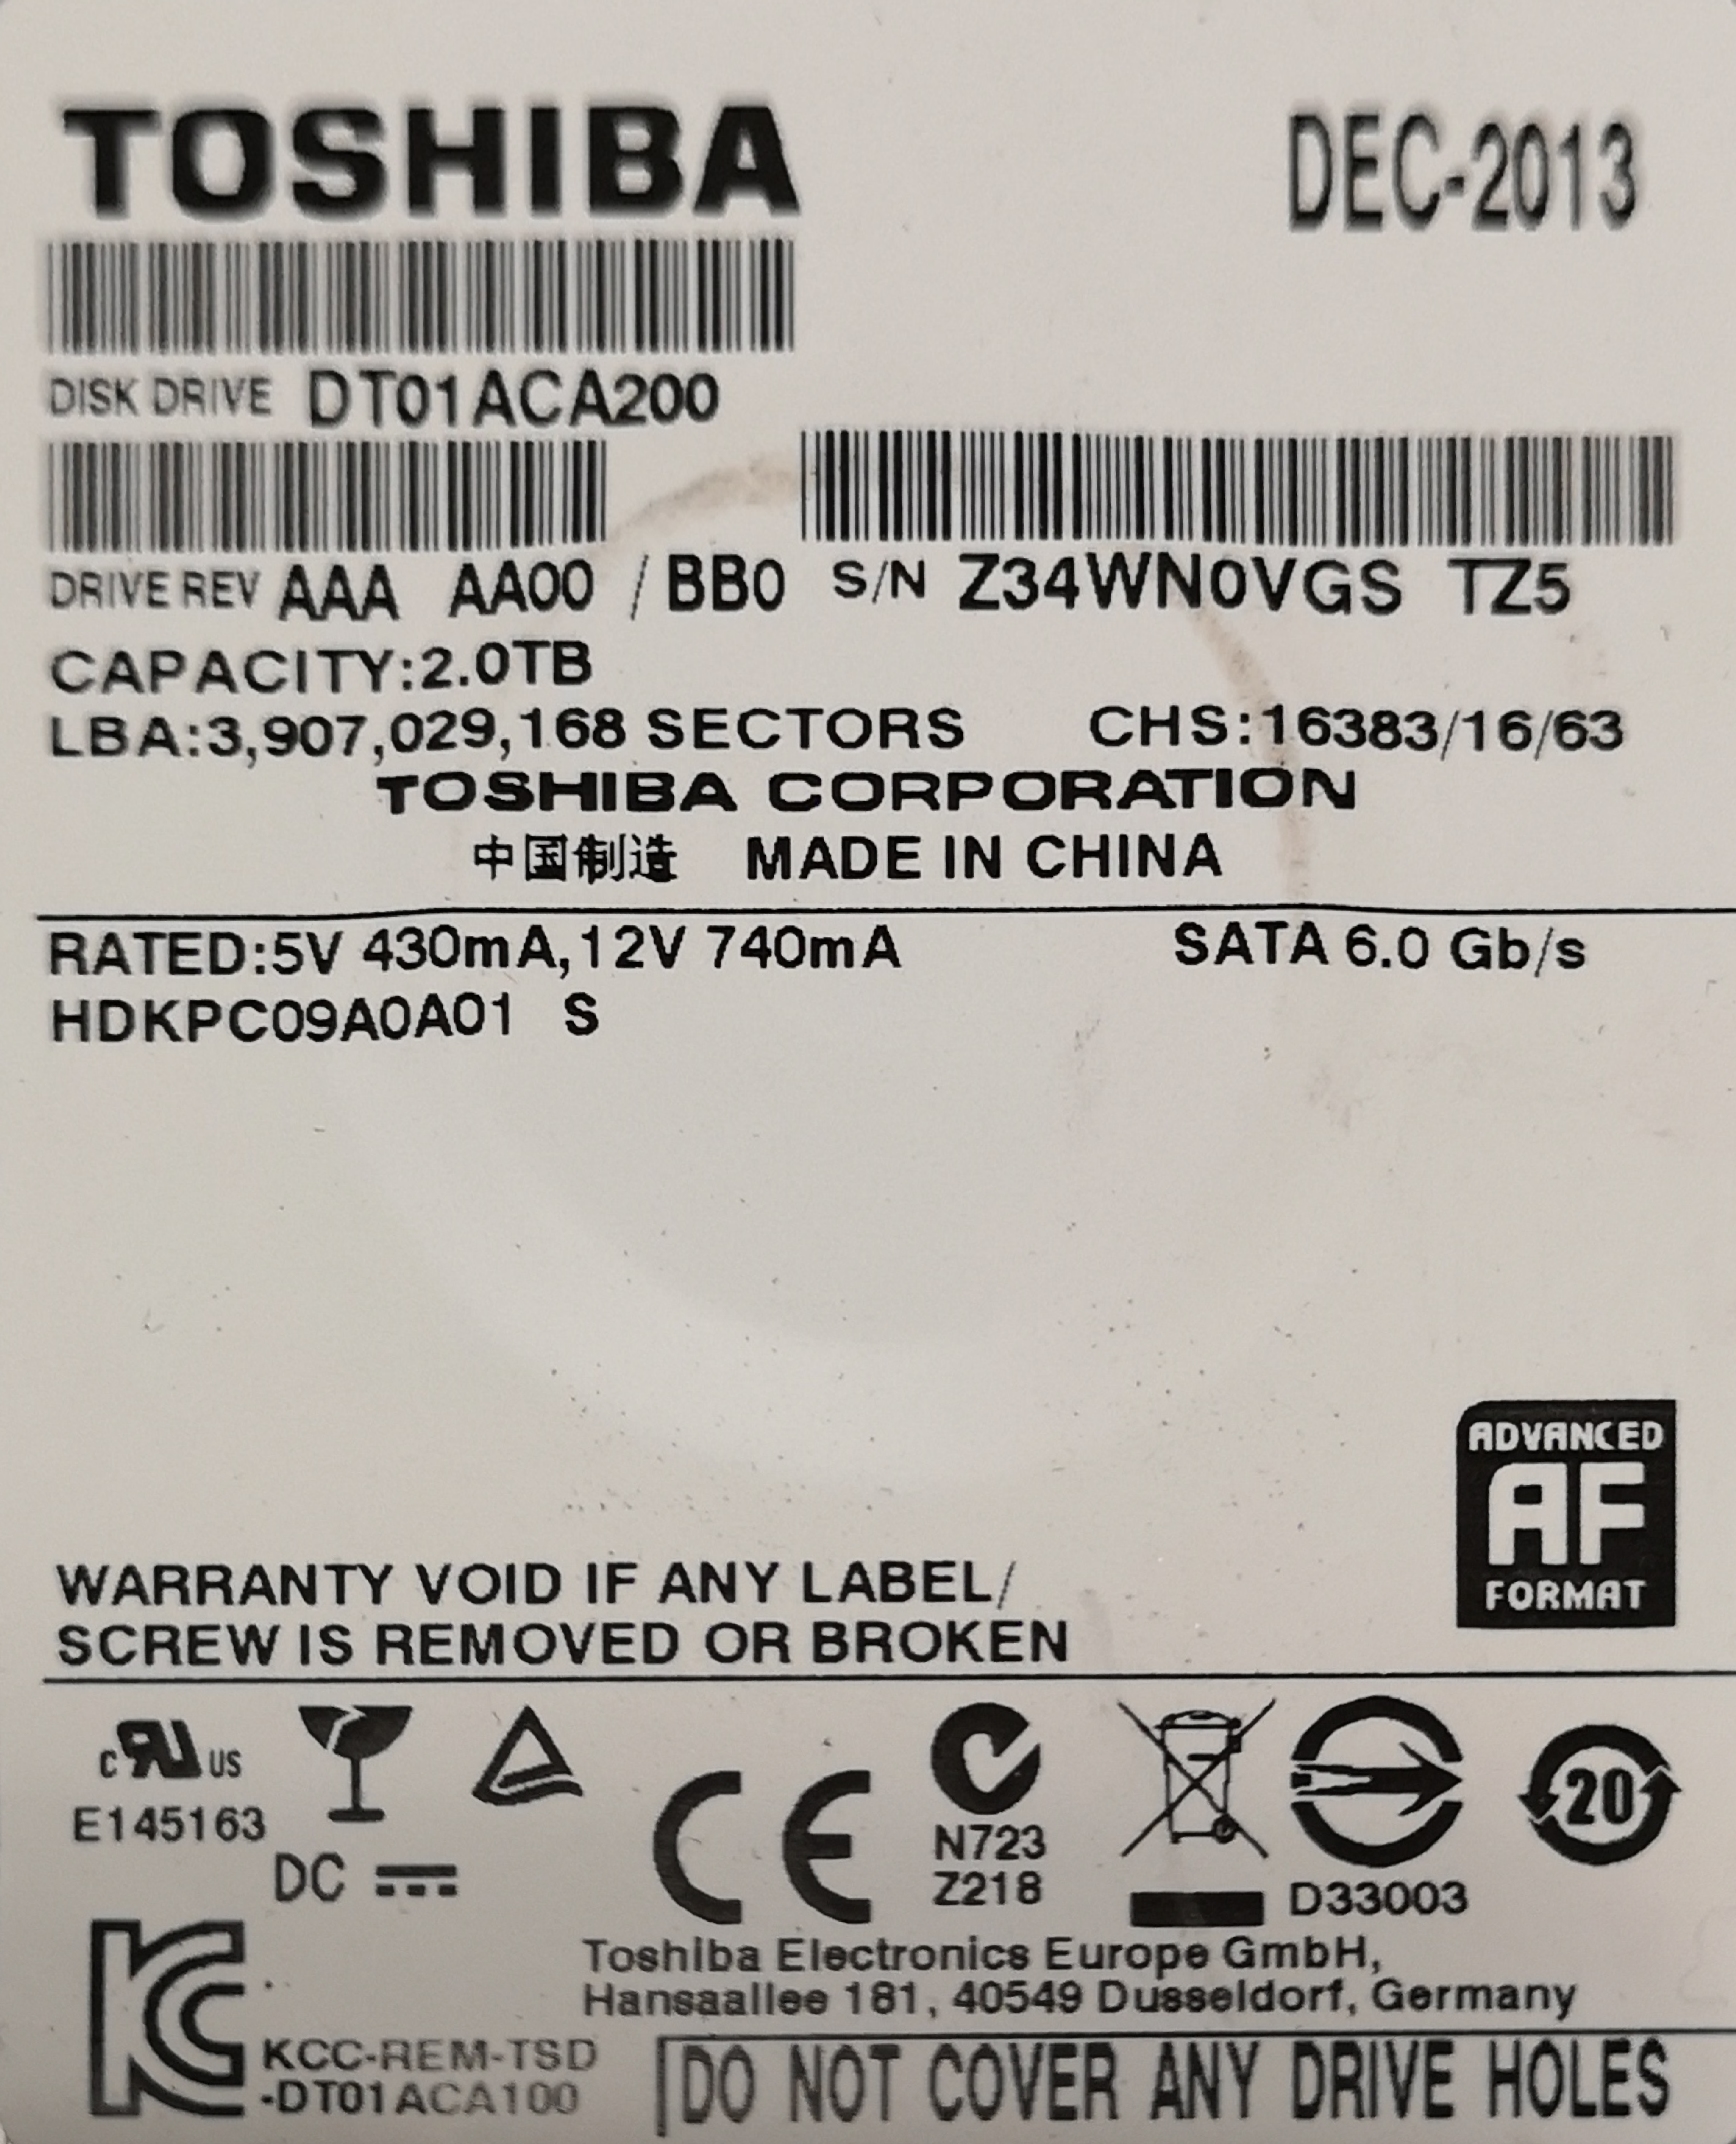 TOSHIBA DEC-2013
DISK DRIVE DT01ACA200
DRIVE REV AAA AA00 / BB0 S/N Z34WN0VGS TZ5
CAPACITY:2.0TB
LBA:3,907,029,168 SECTORS CHS:16383/16/63
TOSHIBA CORPORATION
中国制造 MADE IN CHINA
RATED:5V 430mA,12V 740mA SATA 6.0 Gb/s
HDKPC09A0A01 S
ADVANCED
AF
FORMAT
WARRANTY VOID IF ANY LABEL/
SCREW IS REMOVED OR BROKEN
c RU US
E145163
DC
CE
N723
Z218
D33003
20
Toshiba Electronics Europe GmbH,
Hansaallee 181, 40549 Dusseldorf, Germany
KC
KCC-REM-TSD
-DT01ACA100
DO NOT COVER ANY DRIVE HOLES